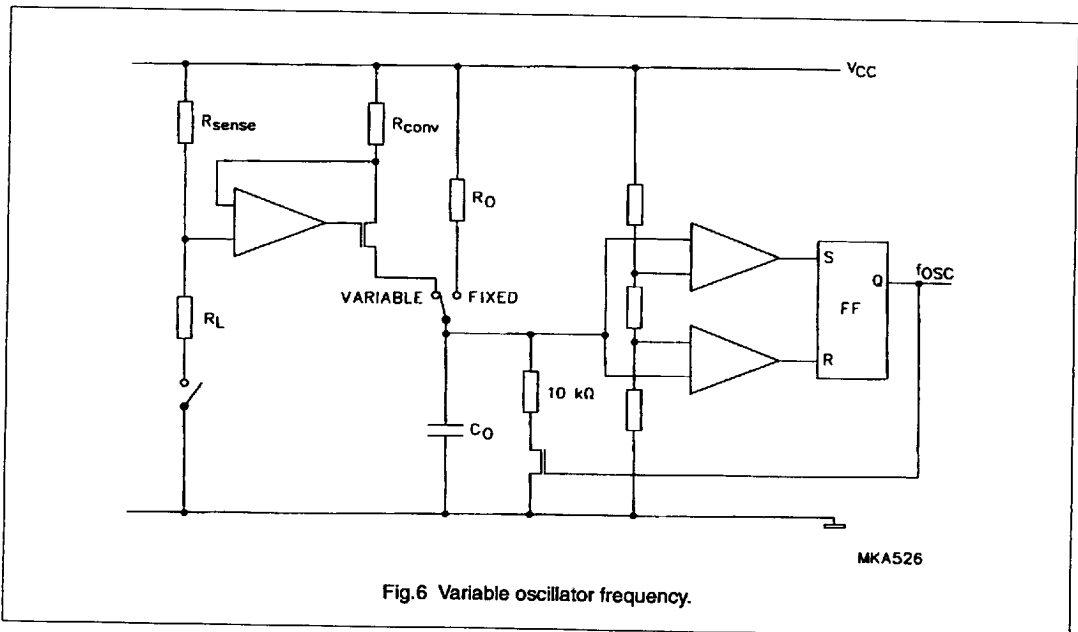 VCC
Rsense
Rconv
RO
VARIABLE FIXED
RL
10 kΩ
CO
S
Q
fOSC
FF
R
MKA526
Fig.6 Variable oscillator frequency.